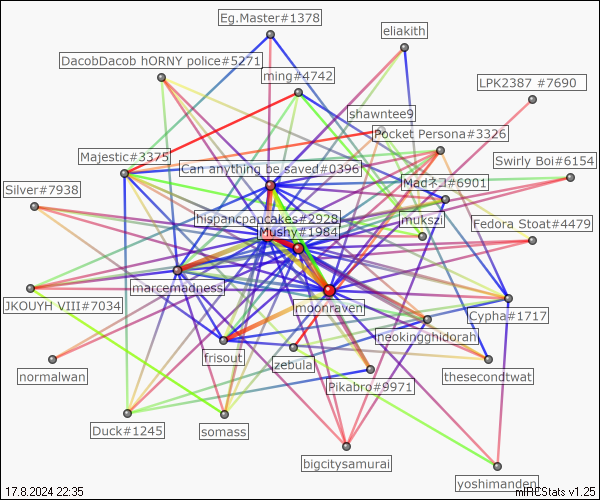 Eg.Master#1378
eliakith
DacobDacob hORNY police#5271
ming#4742
LPK2387 #7690
shawntee9
Pocket Persona#3326
Majestic#3375
Swirly Boi#6154
Can anything be saved#0396
Madネコ#6901
Silver#7938
hispancpancakes#2928
mukszi
Fedora Stoat#4479
Mushy#1984
marcemadness
JKOUYH VIII#7034
moonraven
Cypha#1717
neokingghidorah
frisout
zebula
normalwan
thesecondtwat
Pikabro#9971
Duck#1245
somass
bigcitysamurai
yoshimanden
17.8.2024 22:35
mIRCStats v1.25